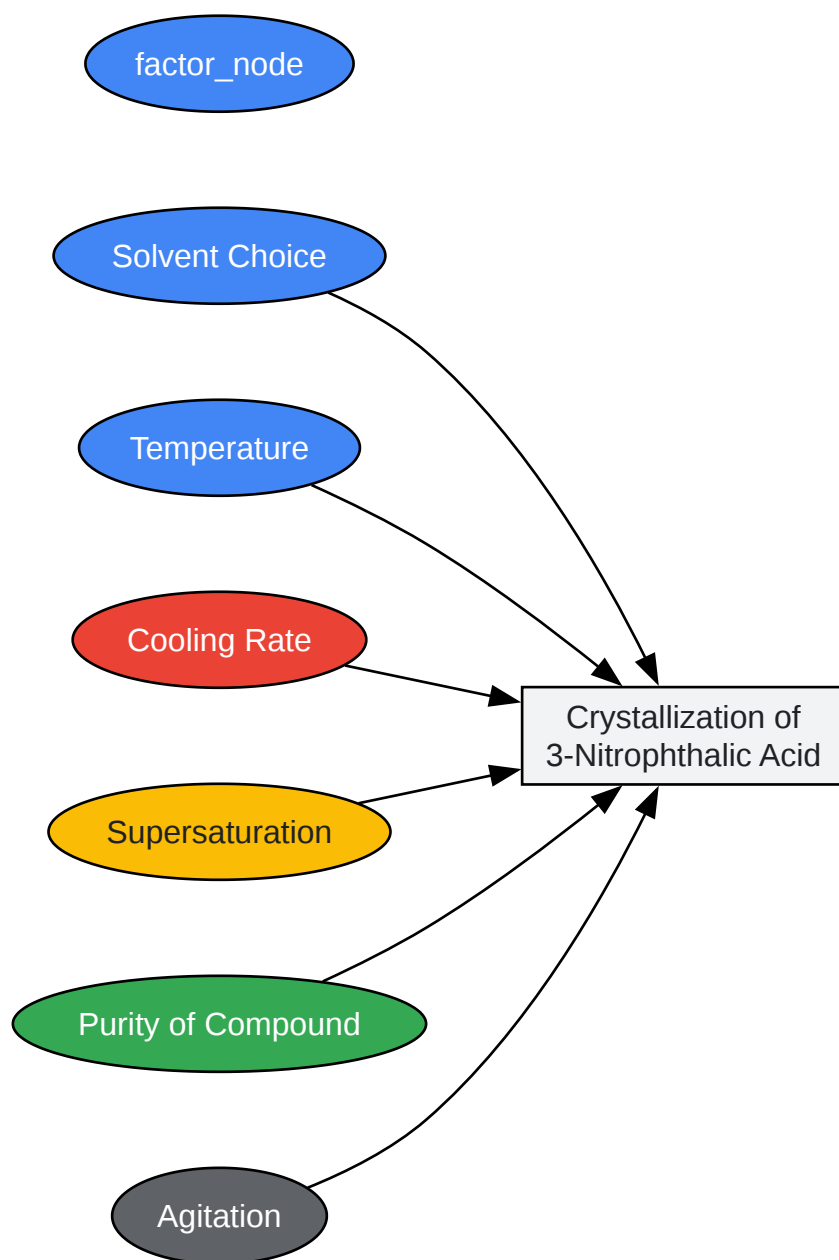 factor_node
Solvent Choice
Temperature
Cooling Rate
Crystallization of
3-Nitrophthalic Acid
Supersaturation
Purity of Compound
Agitation